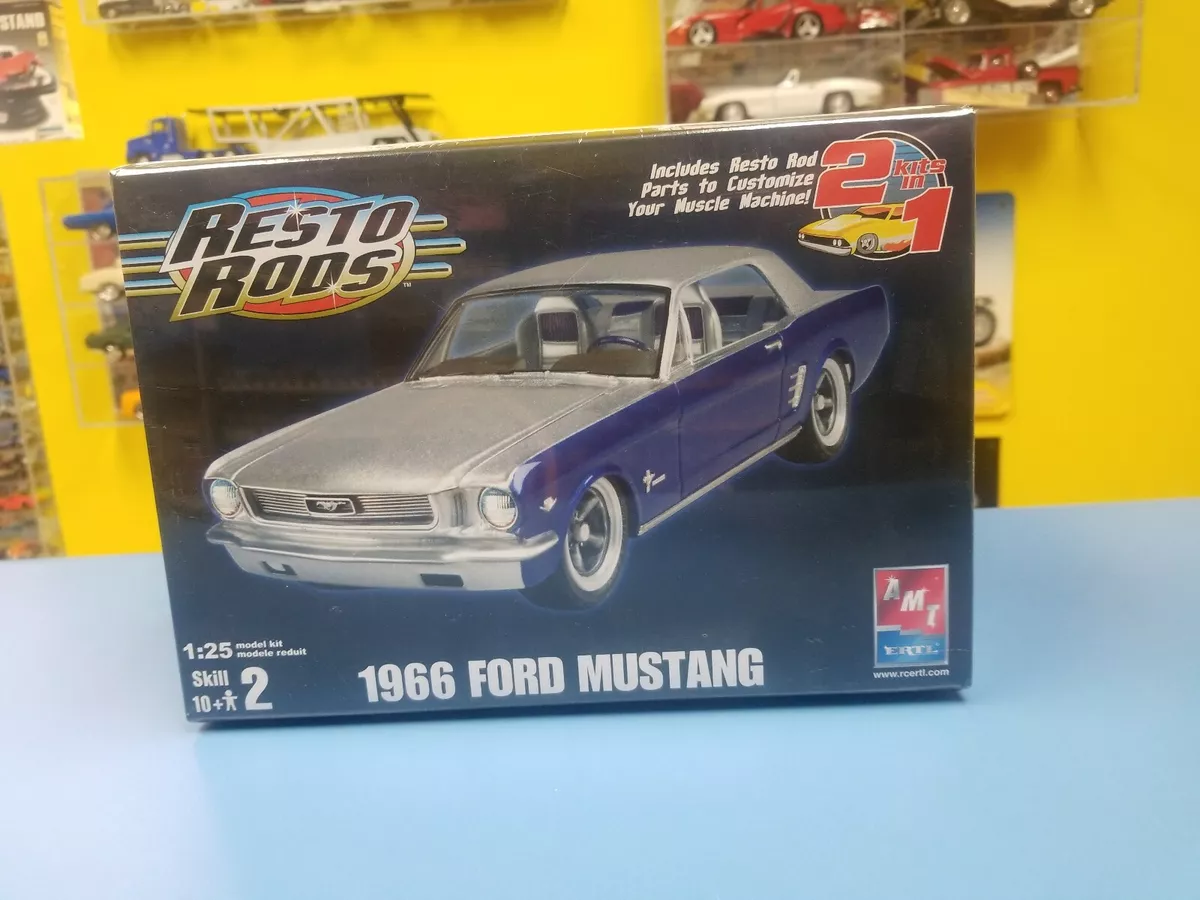 STAND
RESTO
RODS
TM
Includes Resto Rod
Parts to Customize
Your Muscle Machine!
2
kits
in
1
1:25 model kit
modele reduit
Skill 2
10+
1966 FORD MUSTANG
AMT
ERTL
www.rcertl.com